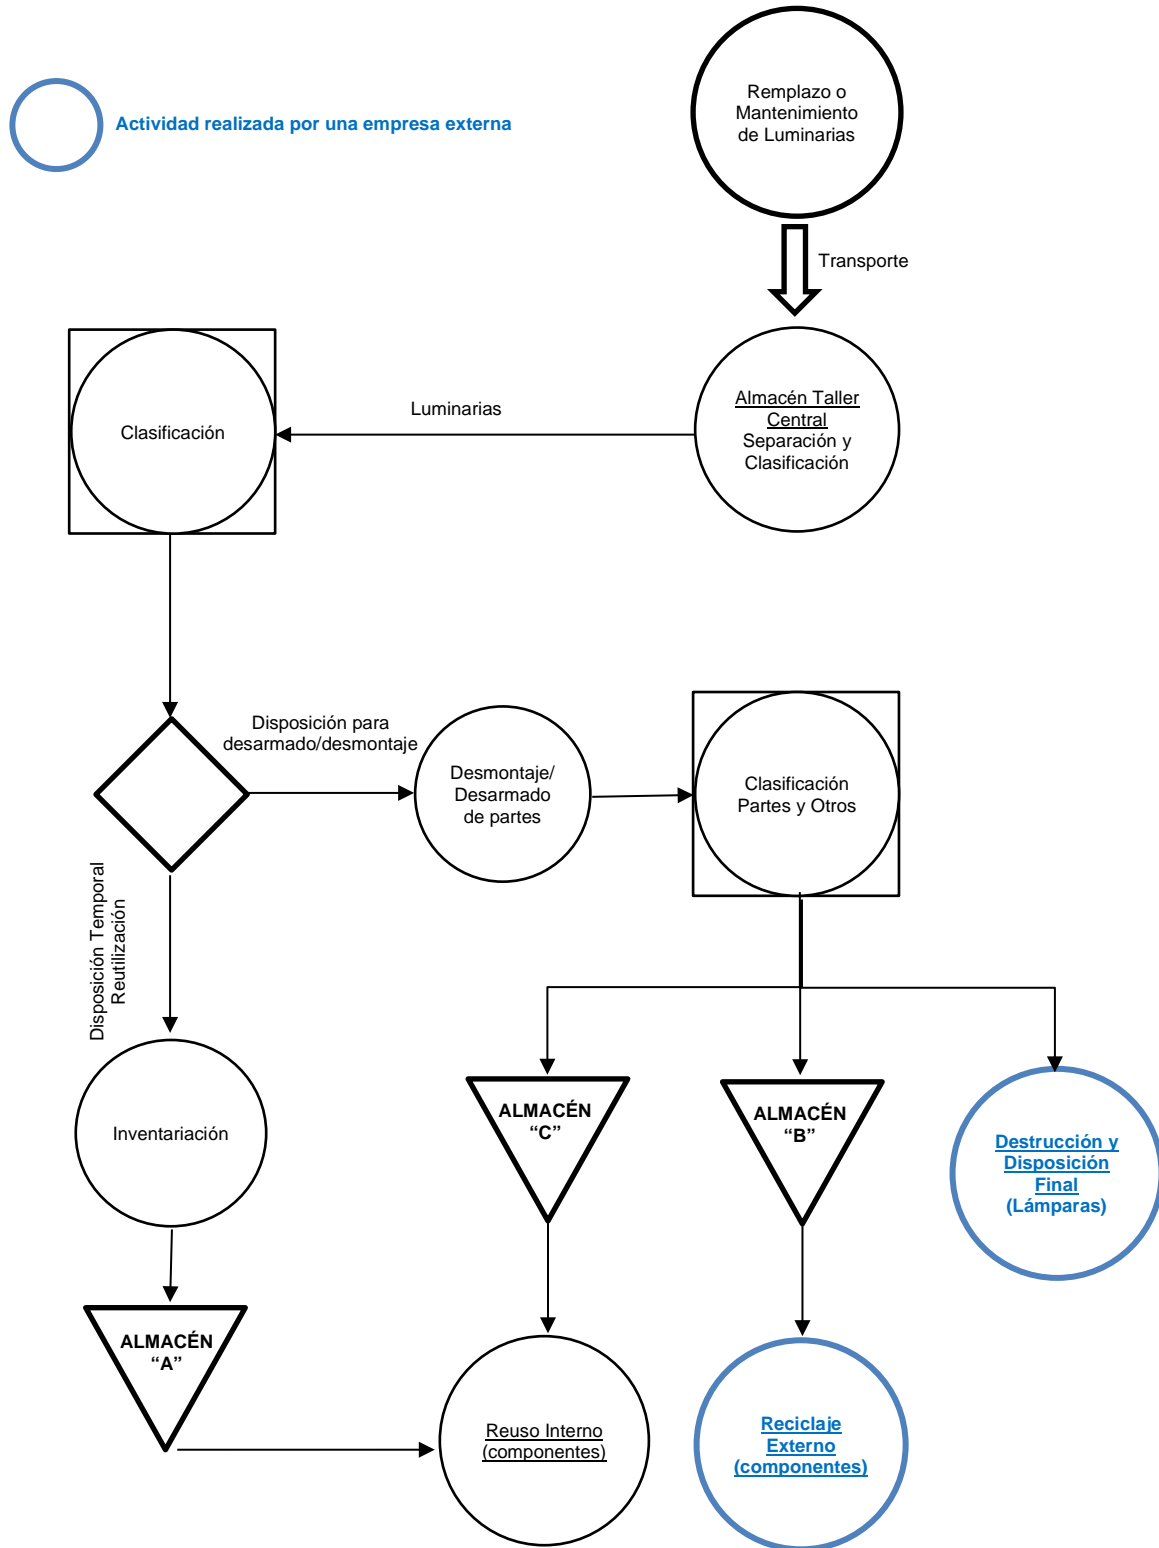 Remplazo o
Mantenimiento
de Luminarias
Actividad realizada por una empresa externa
Transporte
Almacén Taller
Central
Separación y
Clasificación
Luminarias
Clasificación
Disposición para
desarmado/desmontaje
Desmontaje/
Desarmado
de partes
Clasificación
Partes y Otros
Disposición Temporal
Reutilización
Inventariación
ALMACÉN
“C”
ALMACÉN
“B”
Destrucción y
Disposición
Final
(Lámparas)
ALMACÉN
“A”
Reuso Interno
(componentes)
Reciclaje
Externo
(componentes)